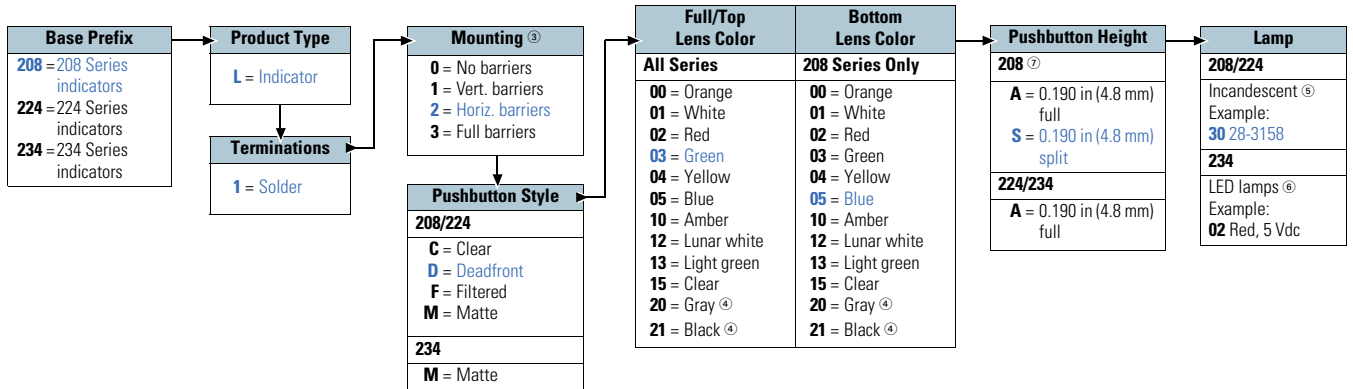 Base Prefix
208 = 208 Series
indicators
224 = 224 Series
indicators
234 = 234 Series
indicators
Product Type
L = Indicator
Terminations
1 = Solder
Mounting ③
0 = No barriers
1 = Vert. barriers
2 = Horiz. barriers
3 = Full barriers
Pushbutton Style
208/224
C = Clear
D = Deadfront
F = Filtered
M = Matte
234
M = Matte
Full/Top
Lens Color
All Series
00 = Orange
01 = White
02 = Red
03 = Green
04 = Yellow
05 = Blue
10 = Amber
12 = Lunar white
13 = Light green
15 = Clear
20 = Gray ④
21 = Black ④
Bottom
Lens Color
208 Series Only
00 = Orange
01 = White
02 = Red
03 = Green
04 = Yellow
05 = Blue
10 = Amber
12 = Lunar white
13 = Light green
15 = Clear
20 = Gray ④
21 = Black ④
Pushbutton Height
208 ⑦
A = 0.190 in (4.8 mm)
full
S = 0.190 in (4.8 mm)
split
224/234
A = 0.190 in (4.8 mm)
full
Lamp
208/224
Incandescent ⑤
Example:
30 28-3158
234
LED lamps ⑥
Example:
02 Red, 5 Vdc